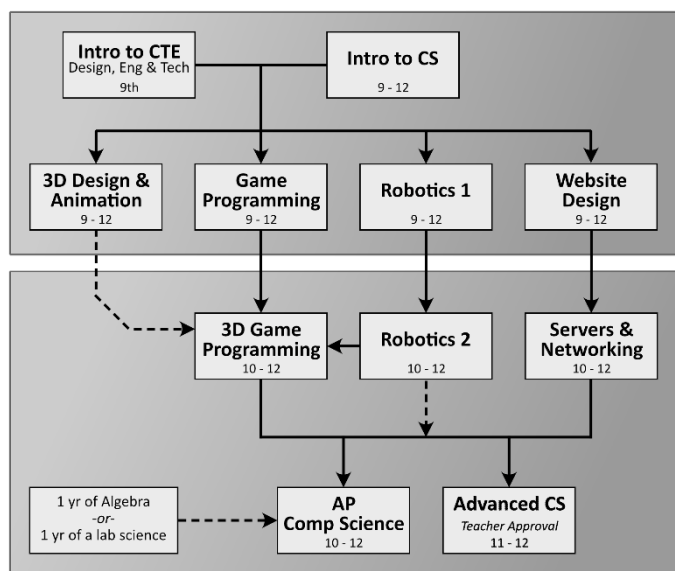 Intro to CTE
Design, Eng & Tech
9th
Intro to CS
9 - 12
3D Design &
Animation
9 - 12
Game
Programming
9 - 12
Robotics 1
9 - 12
Website
Design
9 - 12
3D Game
Programming
10 - 12
Robotics 2
10 - 12
Servers &
Networking
10 - 12
1 yr of Algebra
-or-
1 yr of a lab science
AP
Comp Science
10 - 12
Advanced CS
Teacher Approval
11 - 12